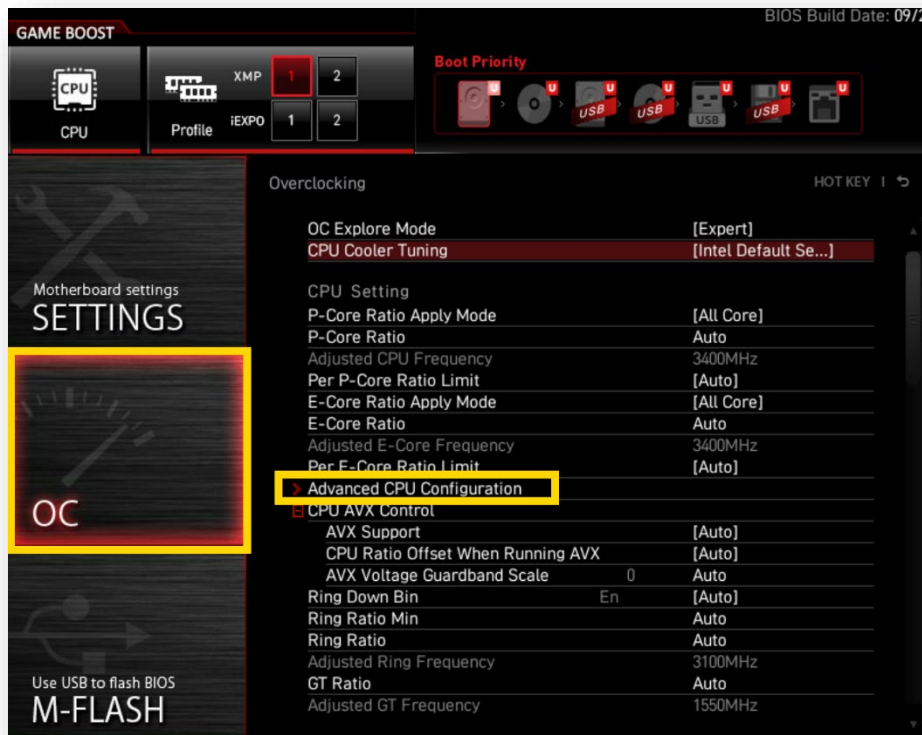 BIOS Build Date: 09/2
GAME BOOST
CPU
CPU
XMP 1 2
Profile iEXPO 1 2
Boot Priority
U U U U U U U
USB USB USB USB
Overclocking HOT KEY |
OC Explore Mode [Expert]
CPU Cooler Tuning [Intel Default Se...]
CPU Setting
P-Core Ratio Apply Mode [All Core]
P-Core Ratio Auto
Adjusted CPU Frequency 3400MHz
Per P-Core Ratio Limit [Auto]
E-Core Ratio Apply Mode [All Core]
E-Core Ratio Auto
Adjusted E-Core Frequency 3400MHz
Per E-Core Ratio Limit [Auto]
Advanced CPU Configuration
CPU AVX Control
AVX Support [Auto]
CPU Ratio Offset When Running AVX [Auto]
AVX Voltage Guardband Scale 0 Auto
Ring Down Bin En [Auto]
Ring Ratio Min Auto
Ring Ratio Auto
Adjusted Ring Frequency 3100MHz
GT Ratio Auto
Adjusted GT Frequency 1550MHz
Motherboard settings
SETTINGS
OC
Use USB to flash BIOS
M-FLASH